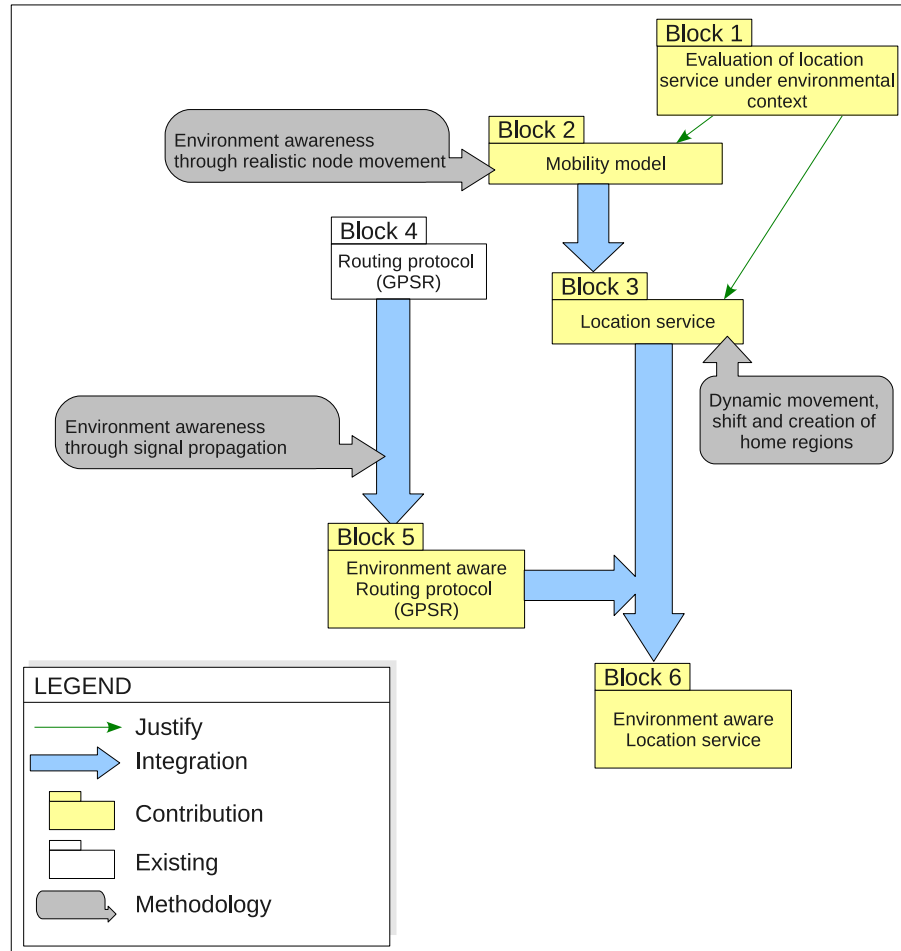 Block 1
Evaluation of location
service under environmental
context
Block 2
Mobility model
Environment awareness
through realistic node movement
Block 4
Routing protocol
(GPSR)
Block 3
Location service
Dynamic movement,
shift and creation of
home regions
Environment awareness
through signal propagation
Block 5
Environment aware
Routing protocol
(GPSR)
Block 6
Environment aware
Location service
LEGEND
Justify
Integration
Contribution
Existing
Methodology